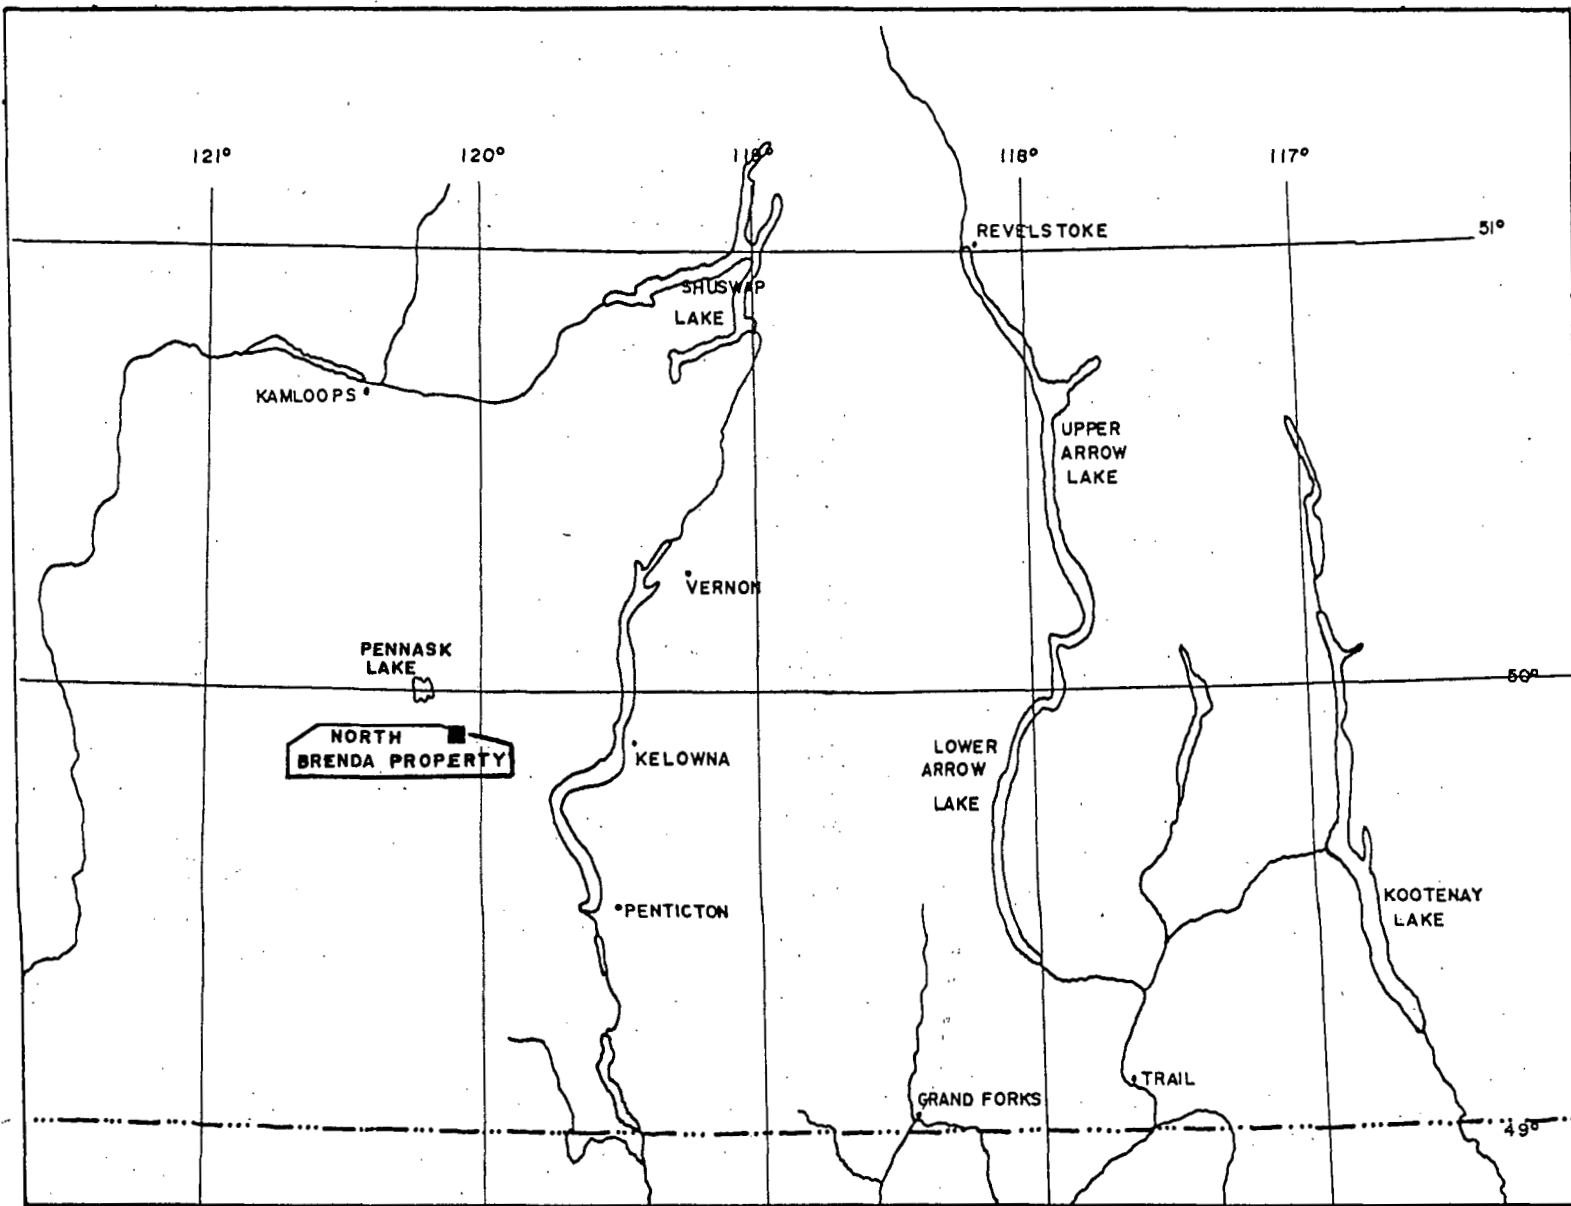 121°
120°
119°
118°
117°
REVELSTOKE
51°
SHUSWAP
LAKE
KAMLOOPS
UPPER
ARROW
LAKE
VERNON
PENNASK
LAKE
50°
NORTH
BRENDA PROPERTY
KELOWNA
LOWER
ARROW
LAKE
PENTICTON
KOOTENAY
LAKE
TRAIL
GRAND FORKS
49°